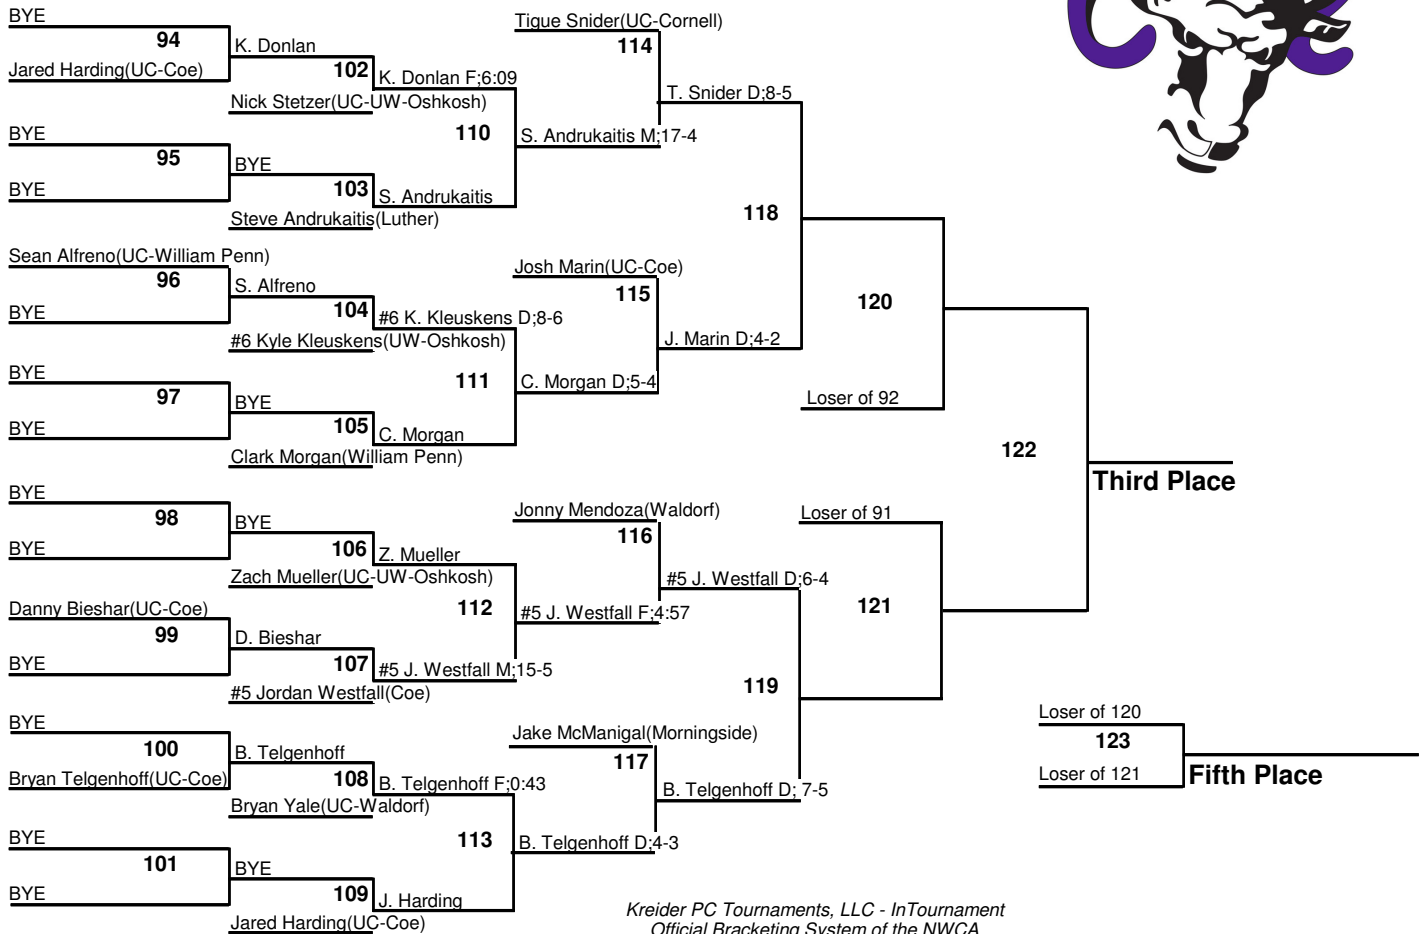 BYE
94
Jared Harding(UC-Coe)
K. Donlan
102
Nick Stetzer(UC-UW-Oshkosh)
K. Donlan F;6:09
BYE
95
BYE
BYE
103
Steve Andrukaitis(Luther)
S. Andrukaitis
110
S. Andrukaitis M;17-4
Tigue Snider(UC-Cornell)
114
T. Snider D;8-5
Sean Alfreno(UC-William Penn)
96
BYE
S. Alfreno
104
#6 Kyle Kleuskens(UW-Oshkosh)
#6 K. Kleuskens D;8-6
BYE
97
BYE
BYE
105
Clark Morgan(William Penn)
C. Morgan
111
C. Morgan D;5-4
Josh Marin(UC-Coe)
115
J. Marin D;4-2
118
120
Loser of 92
BYE
98
BYE
BYE
106
Zach Mueller(UC-UW-Oshkosh)
Z. Mueller
Danny Bieshar(UC-Coe)
99
BYE
D. Bieshar
107
#5 Jordan Westfall(Coe)
#5 J. Westfall M;15-5
112
#5 J. Westfall F;4:57
Jonny Mendoza(Waldorf)
116
#5 J. Westfall D;6-4
BYE
100
Bryan Telgenhoff(UC-Coe)
B. Telgenhoff
108
Bryan Yale(UC-Waldorf)
B. Telgenhoff F;0:43
BYE
101
BYE
BYE
109
Jared Harding(UC-Coe)
J. Harding
113
B. Telgenhoff D;4-3
Jake McManigal(Morningside)
117
B. Telgenhoff D; 7-5
119
Loser of 91
121
122
Third Place
Loser of 120
123
Loser of 121
Fifth Place
Kreider PC Tournaments, LLC - InTournament
Official Bracketing System of the NWCA